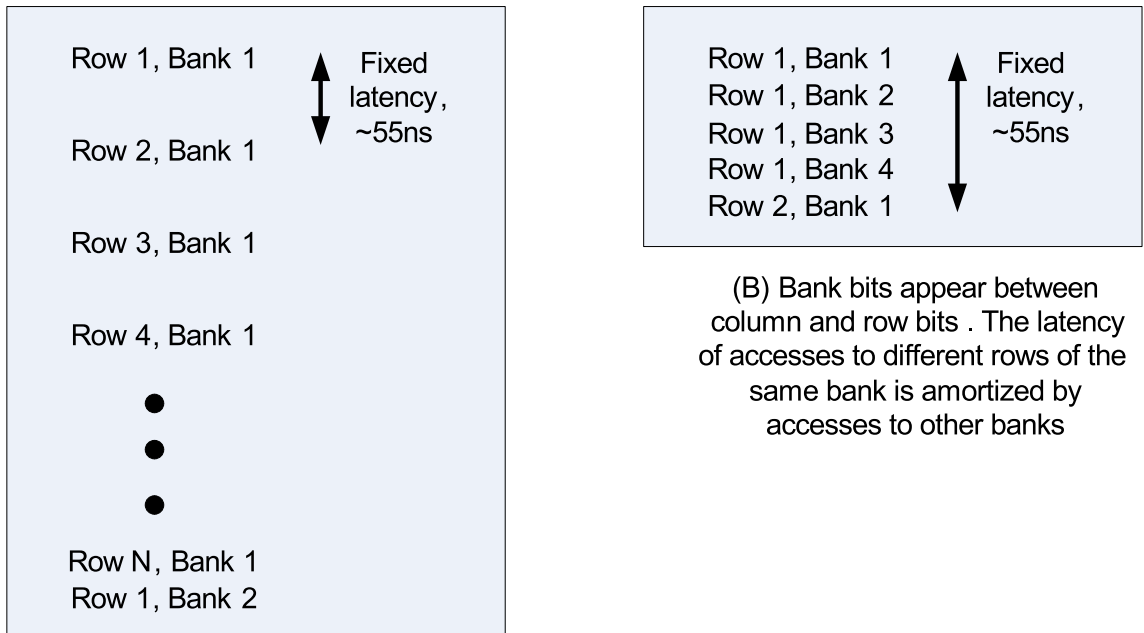 Row 1, Bank 1
Fixed
latency,
~55ns
Row 2, Bank 1
Row 3, Bank 1
Row 4, Bank 1
Row N, Bank 1
Row 1, Bank 2
Row 1, Bank 1
Row 1, Bank 2
Row 1, Bank 3
Row 1, Bank 4
Row 2, Bank 1
Fixed
latency,
~55ns
(B) Bank bits appear between
column and row bits . The latency
of accesses to different rows of the
same bank is amortized by
accesses to other banks